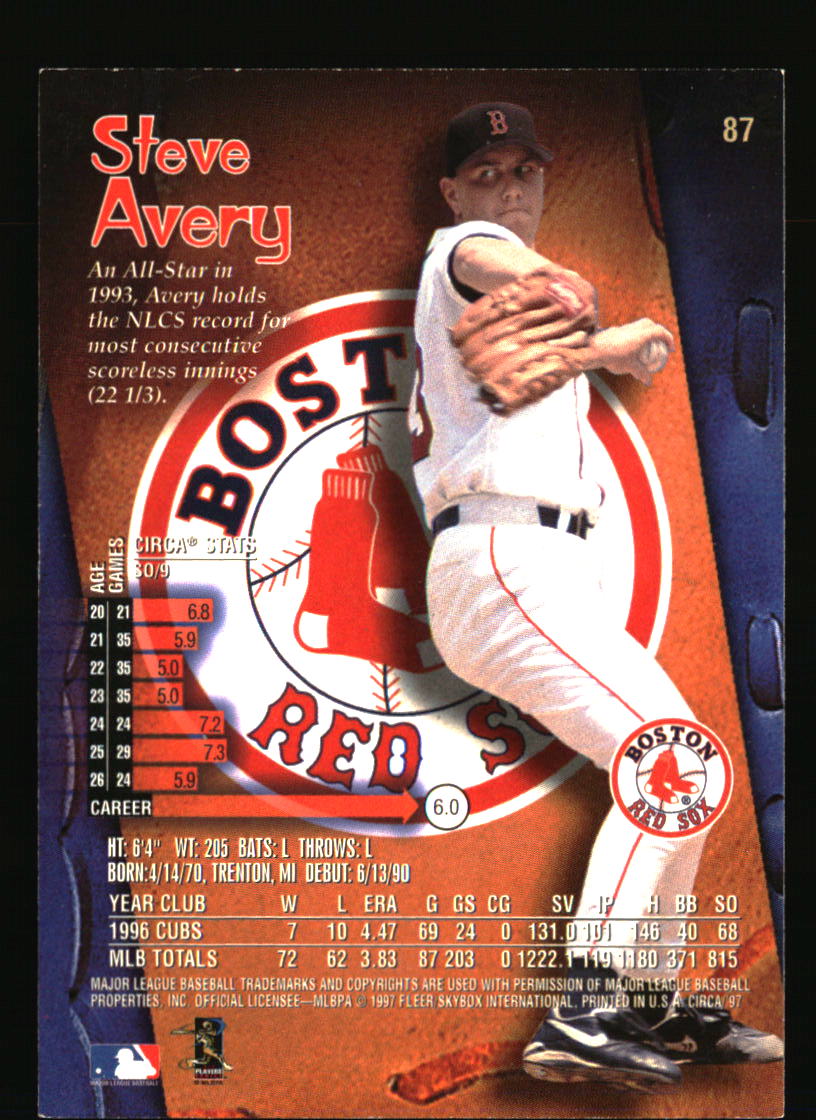 87
Steve
Avery
An All-Star in
1993, Avery holds
the NLCS record for
most consecutive
scoreless innings
(22 1/3).
BOST
RED S
AGE GAMES CIRCA® STATS
SO/9
20 21 6.8
21 35 5.9
22 35 5.0
23 35 5.0
24 24 7.2
25 29 7.3
26 24 5.9
CAREER 6.0
BOSTON
RED SOX ®
HT: 6'4" WT: 205 BATS: L THROWS: L
BORN:4/14/70, TRENTON, MI DEBUT: 6/13/90
YEAR CLUB W L ERA G GS CG SV IP H BB SO
1996 CUBS 7 10 4.47 69 24 0 131.0 101 146 40 68
MLB TOTALS 72 62 3.83 87 203 0 1222.1 119 1180 371 815
MAJOR LEAGUE BASEBALL TRADEMARKS AND COPYRIGHTS ARE USED WITH PERMISSION OF MAJOR LEAGUE BASEBALL
PROPERTIES, INC. OFFICIAL LICENSEE—MLBPA © 1997 FLEER SKYBOX INTERNATIONAL, PRINTED IN U.S.A. CIRCA/ 97
MAJOR LEAGUE BASEBALL
PLAYERS
B